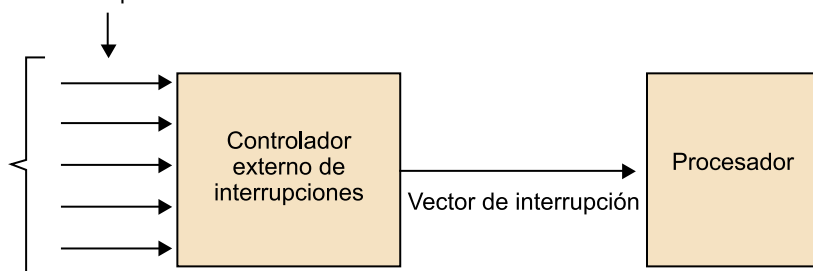 Controlador
externo de
interrupciones
Vector de interrupción
Procesador